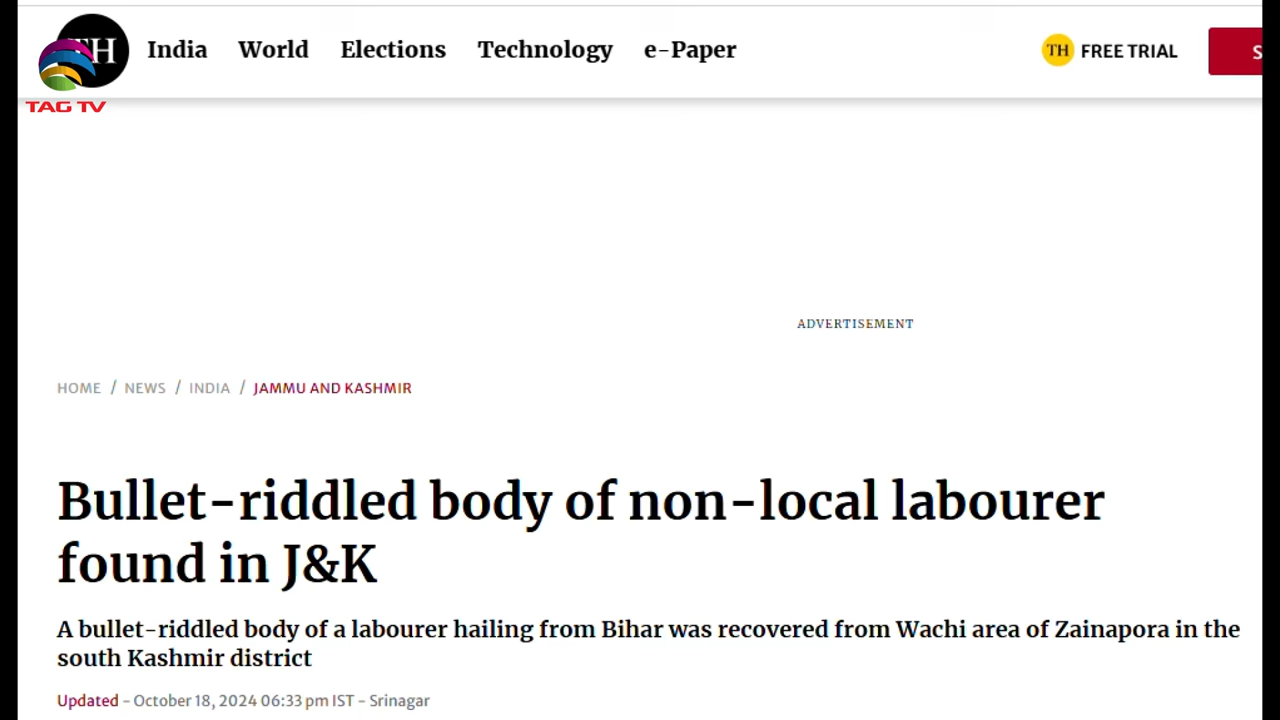 TH India World Elections Technology e-Paper TH FREE TRIAL S
TAG TV
ADVERTISEMENT
HOME / NEWS / INDIA / JAMMU AND KASHMIR
Bullet-riddled body of non-local labourer
found in J&K
A bullet-riddled body of a labourer hailing from Bihar was recovered from Wachi area of Zainapora in the
south Kashmir district
Updated - October 18, 2024 06:33 pm IST - Srinagar